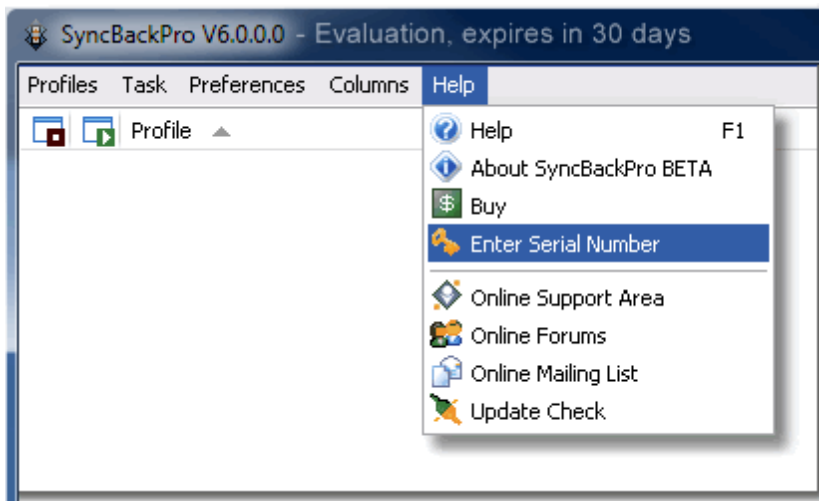 SyncBackPro V6.0.0.0 - Evaluation, expires in 30 days
Profiles Task Preferences Columns Help
Profile
Help F1
About SyncBackPro BETA
Buy
Enter Serial Number
Online Support Area
Online Forums
Online Mailing List
Update Check